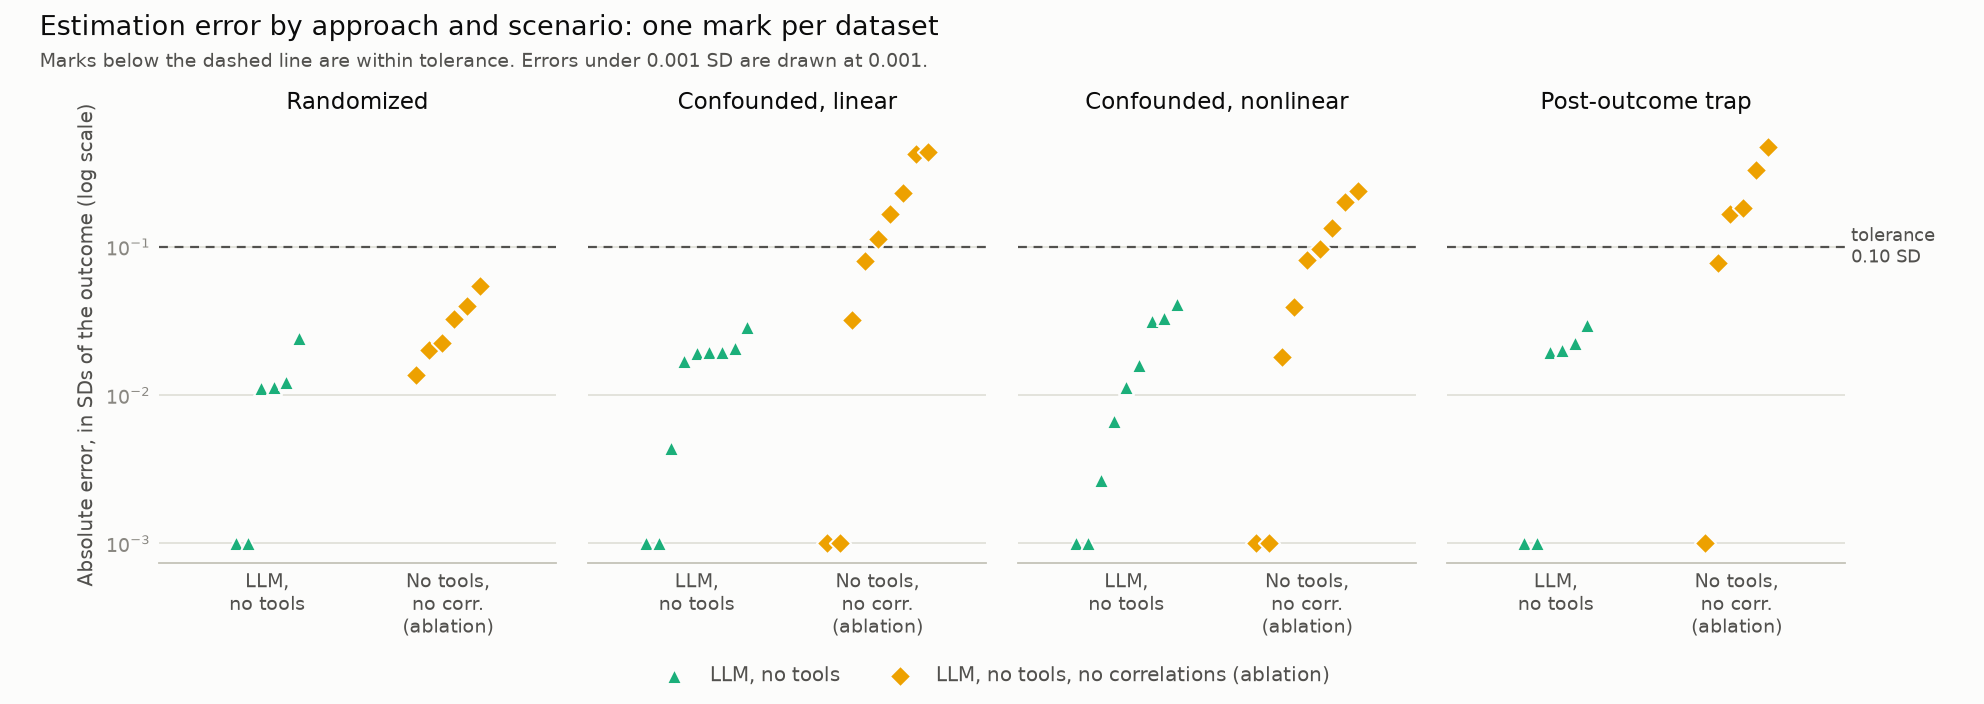 Estimation error by approach and scenario: one mark per dataset
Marks below the dashed line are within tolerance. Errors under 0.001 SD are drawn at 0.001.
Randomized
Confounded, linear
Confounded, nonlinear
Post-outcome trap
Absolute error, in SDs of the outcome (log scale)
10⁻¹
10⁻²
10⁻³
tolerance
0.10 SD
LLM,
no tools
No tools,
no corr.
(ablation)
LLM,
no tools
No tools,
no corr.
(ablation)
LLM,
no tools
No tools,
no corr.
(ablation)
LLM,
no tools
No tools,
no corr.
(ablation)
LLM, no tools
LLM, no tools, no correlations (ablation)